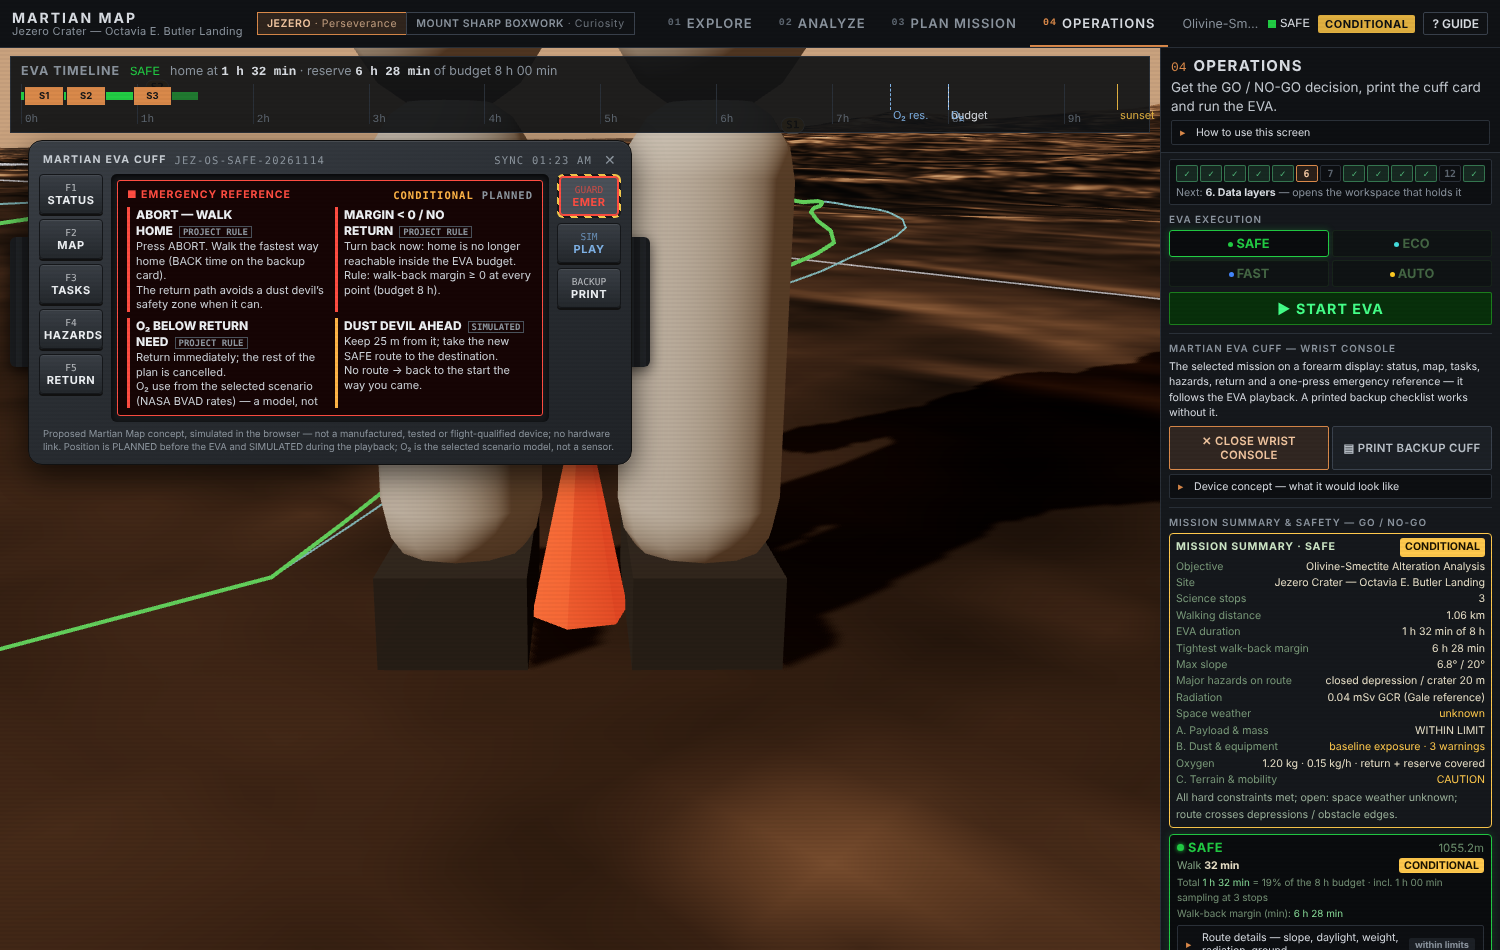 MARTIAN MAP
Jezero Crater — Octavia E. Butler Landing
JEZERO · Perseverance
MOUNT SHARP BOXWORK · Curiosity
01 EXPLORE
02 ANALYZE
03 PLAN MISSION
04 OPERATIONS
Olivine-Sm...
SAFE
CONDITIONAL
? GUIDE
EVA TIMELINE SAFE home at 1 h 32 min · reserve 6 h 28 min of budget 8 h 00 min
S1 S2 S3
0h 1h 2h 3h 4h 5h 6h 7h O₂ res. budget 9h sunset
S1
MARTIAN EVA CUFF JEZ-OS-SAFE-20261114 SYNC 01:23 AM ✕
F1
STATUS
F2
MAP
F3
TASKS
F4
HAZARDS
F5
RETURN
■ EMERGENCY REFERENCE CONDITIONAL PLANNED
ABORT — WALK
HOME PROJECT RULE
Press ABORT. Walk the fastest way
home (BACK time on the backup
card).
The return path avoids a dust devil's
safety zone when it can.
MARGIN < 0 / NO
RETURN PROJECT RULE
Turn back now: home is no longer
reachable inside the EVA budget.
Rule: walk-back margin ≥ 0 at every
point (budget 8 h).
O₂ BELOW RETURN
NEED PROJECT RULE
Return immediately; the rest of the
plan is cancelled.
O₂ use from the selected scenario
(NASA BVAD rates) — a model, not
DUST DEVIL AHEAD SIMULATED
Keep 25 m from it; take the new
SAFE route to the destination.
No route → back to the start the
way you came.
GUARD
EMER
SIM
PLAY
BACKUP
PRINT
Proposed Martian Map concept, simulated in the browser — not a manufactured, tested or flight-qualified device; no hardware
link. Position is PLANNED before the EVA and SIMULATED during the playback; O₂ is the selected scenario model, not a sensor.
04 OPERATIONS
Get the GO / NO-GO decision, print the cuff card
and run the EVA.
▸ How to use this screen
✓ ✓ ✓ ✓ ✓ 6 7 ✓ ✓ ✓ ✓ 12 ✓
Next: 6. Data layers — opens the workspace that holds it
EVA EXECUTION
SAFE
ECO
FAST
AUTO
▶ START EVA
MARTIAN EVA CUFF — WRIST CONSOLE
The selected mission on a forearm display: status, map, tasks,
hazards, return and a one-press emergency reference — it
follows the EVA playback. A printed backup checklist works
without it.
✕ CLOSE WRIST
CONSOLE
▤ PRINT BACKUP CUFF
▸ Device concept — what it would look like
MISSION SUMMARY & SAFETY — GO / NO-GO
MISSION SUMMARY · SAFE CONDITIONAL
Objective Olivine-Smectite Alteration Analysis
Site Jezero Crater — Octavia E. Butler Landing
Science stops 3
Walking distance 1.06 km
EVA duration 1 h 32 min of 8 h
Tightest walk-back margin 6 h 28 min
Max slope 6.8° / 20°
Major hazards on route closed depression / crater 20 m
Radiation 0.04 mSv GCR (Gale reference)
Space weather unknown
A. Payload & mass WITHIN LIMIT
B. Dust & equipment baseline exposure · 3 warnings
Oxygen 1.20 kg · 0.15 kg/h · return + reserve covered
C. Terrain & mobility CAUTION
All hard constraints met; open: space weather unknown;
route crosses depressions / obstacle edges.
SAFE 1055.2m
Walk 32 min CONDITIONAL
Total 1 h 32 min = 19% of the 8 h budget · incl. 1 h 00 min
sampling at 3 stops
Walk-back margin (min): 6 h 28 min
▸ Route details — slope, daylight, weight,
radiation, ground within limits